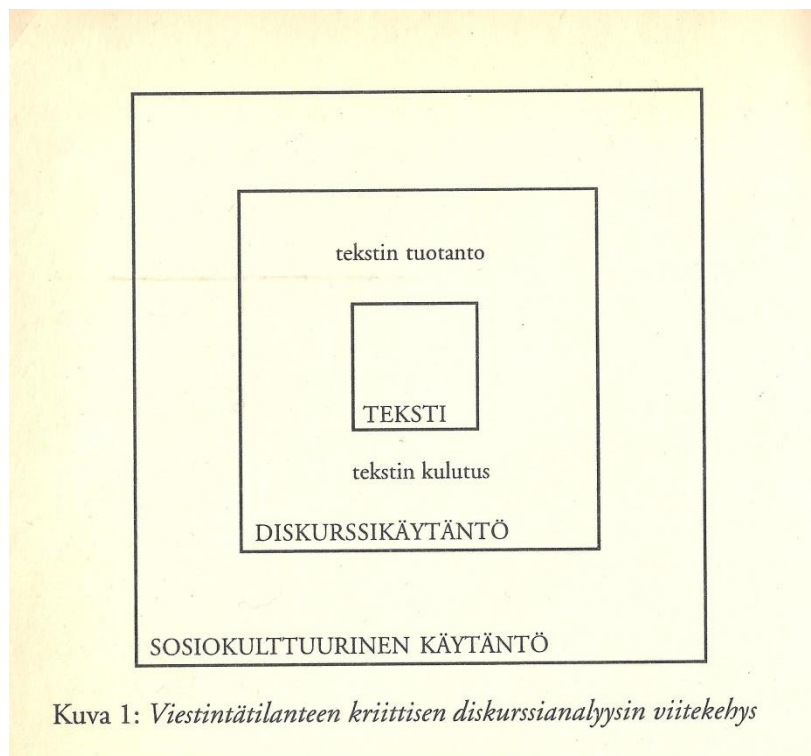 tekstin tuotanto
TEKSTI
tekstin kulutus
DISKURSSIKÄYTÄNTÖ
SOSIOKULTTUURINEN KÄYTÄNTÖ
Kuva 1: Viestintätilanteen kriittisen diskurssianalyysin viitekehys